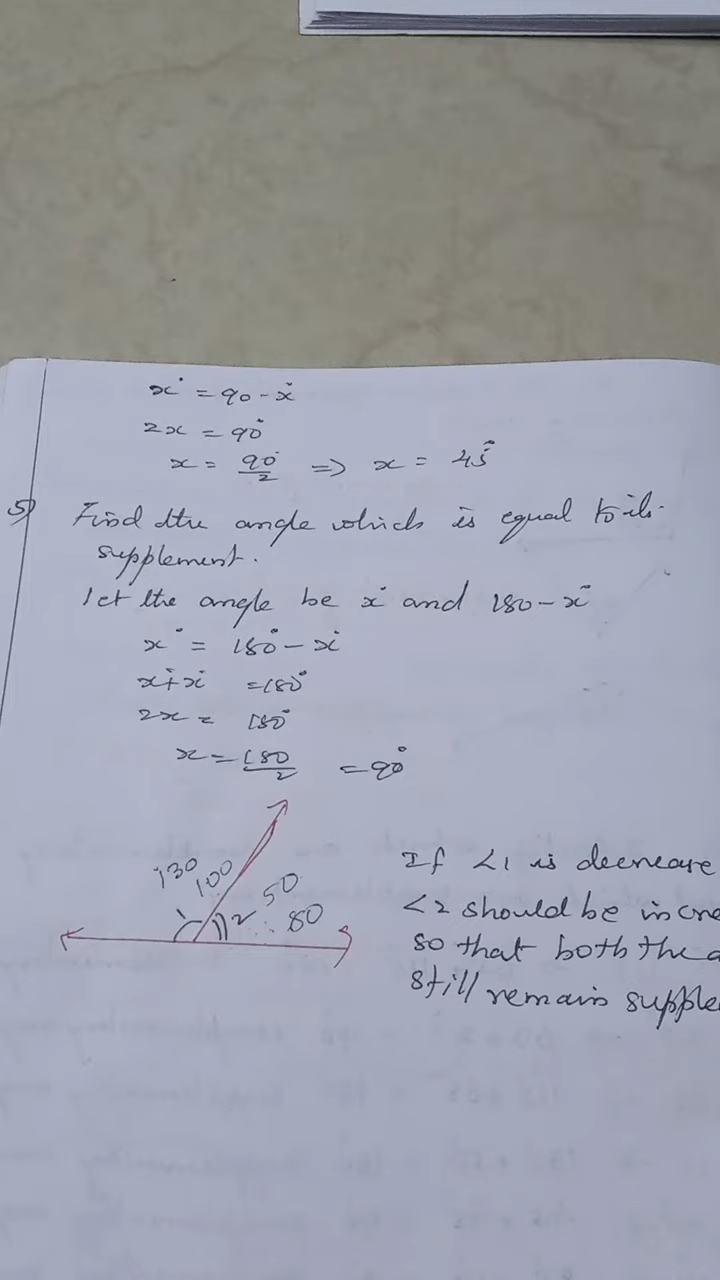 x° = 90 - x°
2x = 90°
x = 90°/2 => x = 45°
5) Find the angle which is equal to its
supplement.
let the angle be x° and 180 - x°
x° = 180° - x°
x° + x° = 180°
2x = 180°
x = 180/2 = 90°
130 100 2 50 80
If <1 is decrease
<2 should be incre
so that both the a
still remain supple